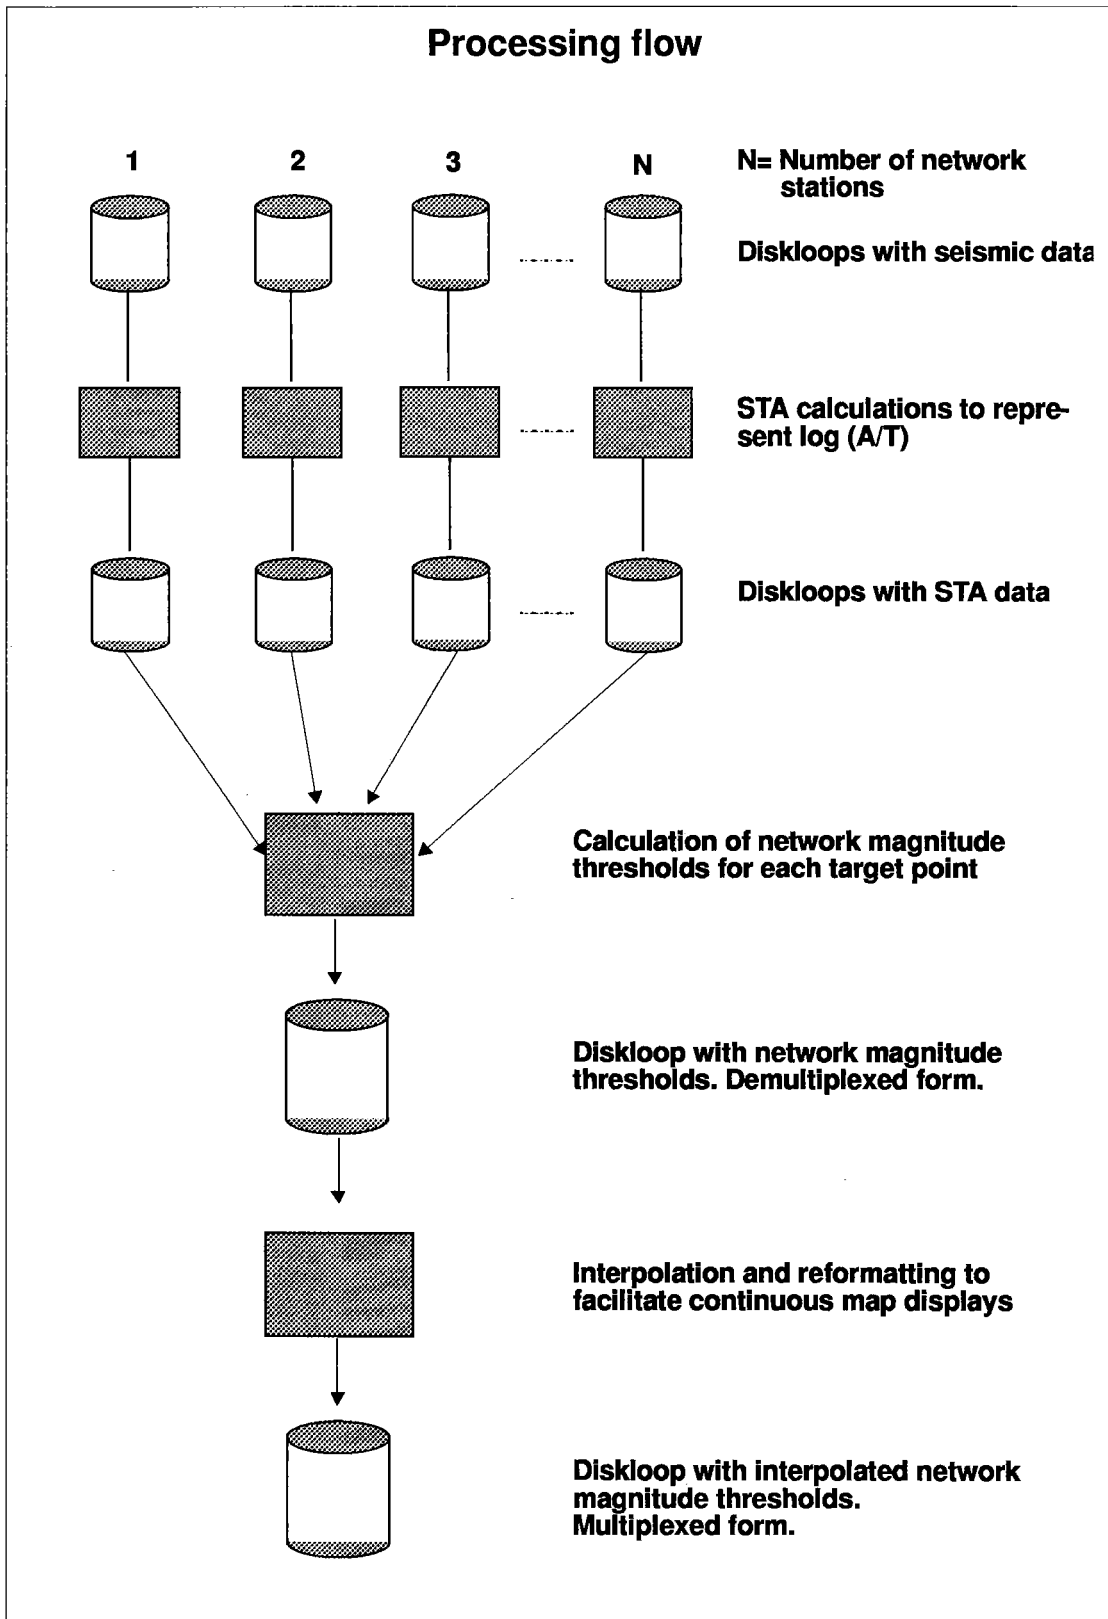 Processing flow
1 2 3 N
N= Number of network
stations
Diskloops with seismic data
STA calculations to repre-
sent log (A/T)
Diskloops with STA data
Calculation of network magnitude
thresholds for each target point
Diskloop with network magnitude
thresholds. Demultiplexed form.
Interpolation and reformatting to
facilitate continuous map displays
Diskloop with interpolated network
magnitude thresholds.
Multiplexed form.